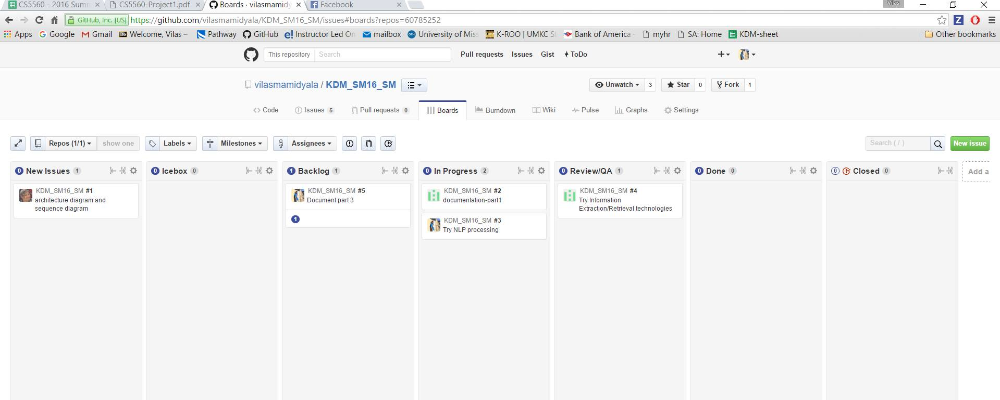 CS5560 - 2016 Summ
CS5560-Project1.pdf
Boards · vilasmamidy
Facebook
Vilas
GitHub, Inc. [US]
https://github.com/vilasmamidyala/KDM_SM16_SM/issues#boards?repos=60785252
Apps
Google
Gmail
Welcome, Vilas –
Pathway
GitHub
Instructor Led On
mailbox
University of Miss
K-ROO | UMKC St
Bank of America -
myhr
SA: Home
KDM-sheet
Other bookmarks
This repository
Search
Pull requests
Issues
Gist
ToDo
vilasmamidyala / KDM_SM16_SM
Unwatch 3
Star 0
Fork 1
Code
Issues 5
Pull requests 0
Boards
Burndown
Wiki
Pulse
Graphs
Settings
Repos (1/1)
show one
Labels
Milestones
Assignees
Search ( / )
New issue
0 New Issues 1
KDM_SM16_SM #1
architecture diagram and
sequence diagram
0 Icebox 0
1 Backlog 1
KDM_SM16_SM #5
Document part 3
1
0 In Progress 2
KDM_SM16_SM #2
documentation-part1
KDM_SM16_SM #3
Try NLP processing
0 Review/QA 1
KDM_SM16_SM #4
Try Information
Extraction/Retrieval technologies
0 Done 0
0 Closed 0
Add a